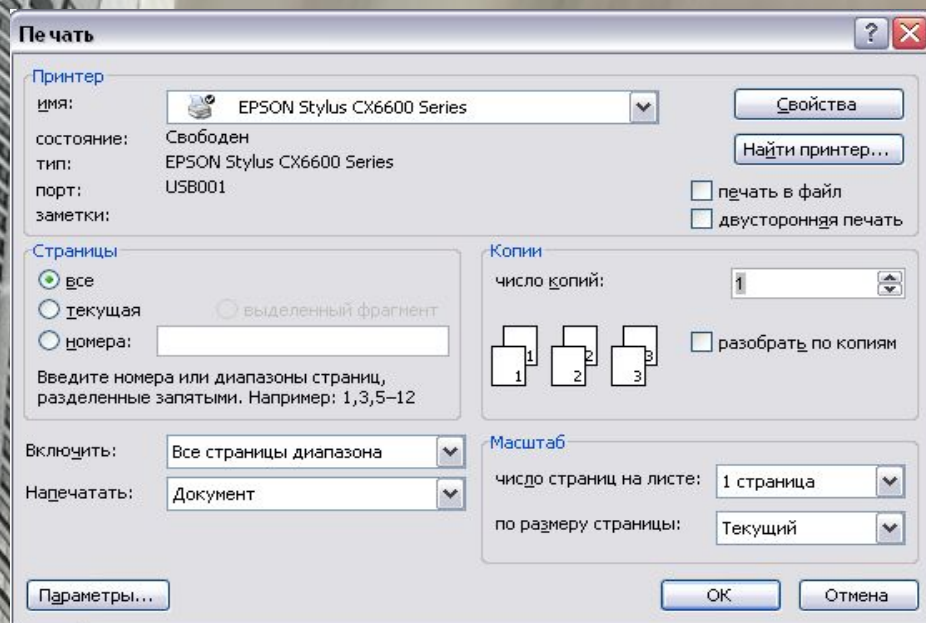 Печать
Принтер
имя:
EPSON Stylus CX6600 Series
Свойства
состояние:
Свободен
Найти принтер...
тип:
EPSON Stylus CX6600 Series
порт:
USB001
печать в файл
заметки:
двусторонняя печать
Страницы
все
текущая
выделенный фрагмент
номера:
Введите номера или диапазоны страниц,
разделенные запятыми. Например: 1,3,5–12
Копии
число копий:
1
1 2 3
1 2 3
разобрать по копиям
Включить:
Все страницы диапазона
Напечатать:
Документ
Масштаб
число страниц на листе:
1 страница
по размеру страницы:
Текущий
Параметры...
ОК
Отмена